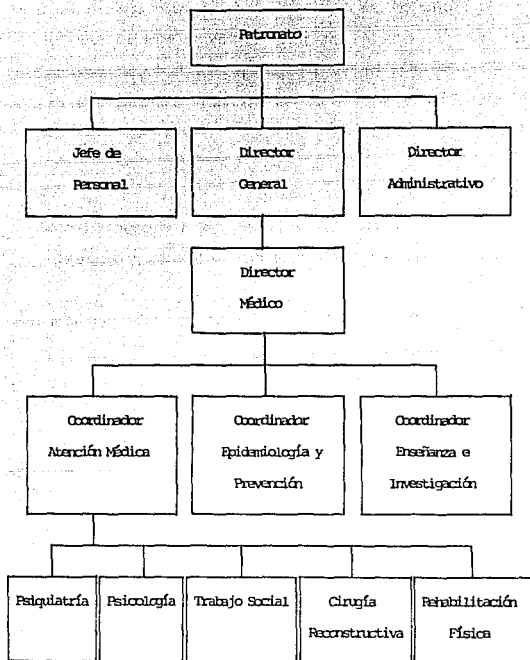 Patronato
Jefe de
Personal
Director
General
Director
Administrativo
Director
Médico
Coordinador
Atención Médica
Coordinador
Epidemiología y
Prevención
Coordinador
Enseñanza e
Investigación
Psiquiatría
Psicología
Trabajo Social
Cirugía
Reconstructiva
Rehabilitación
Física